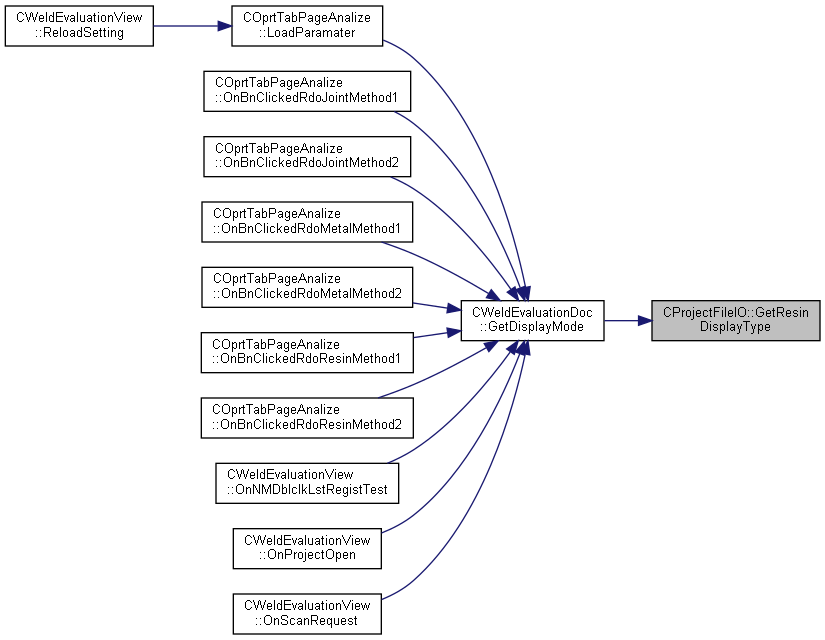 CWeldEvaluationView
::ReloadSetting
COprtTabPageAnalize
::LoadParamater
COprtTabPageAnalize
::OnBnClickedRdoJointMethod1
COprtTabPageAnalize
::OnBnClickedRdoJointMethod2
COprtTabPageAnalize
::OnBnClickedRdoMetalMethod1
COprtTabPageAnalize
::OnBnClickedRdoMetalMethod2
COprtTabPageAnalize
::OnBnClickedRdoResinMethod1
COprtTabPageAnalize
::OnBnClickedRdoResinMethod2
CWeldEvaluationView
::OnNMDblclkLstRegistTest
CWeldEvaluationView
::OnProjectOpen
CWeldEvaluationView
::OnScanRequest
CWeldEvaluationDoc
::GetDisplayMode
CProjectFileIO::GetResin
DisplayType